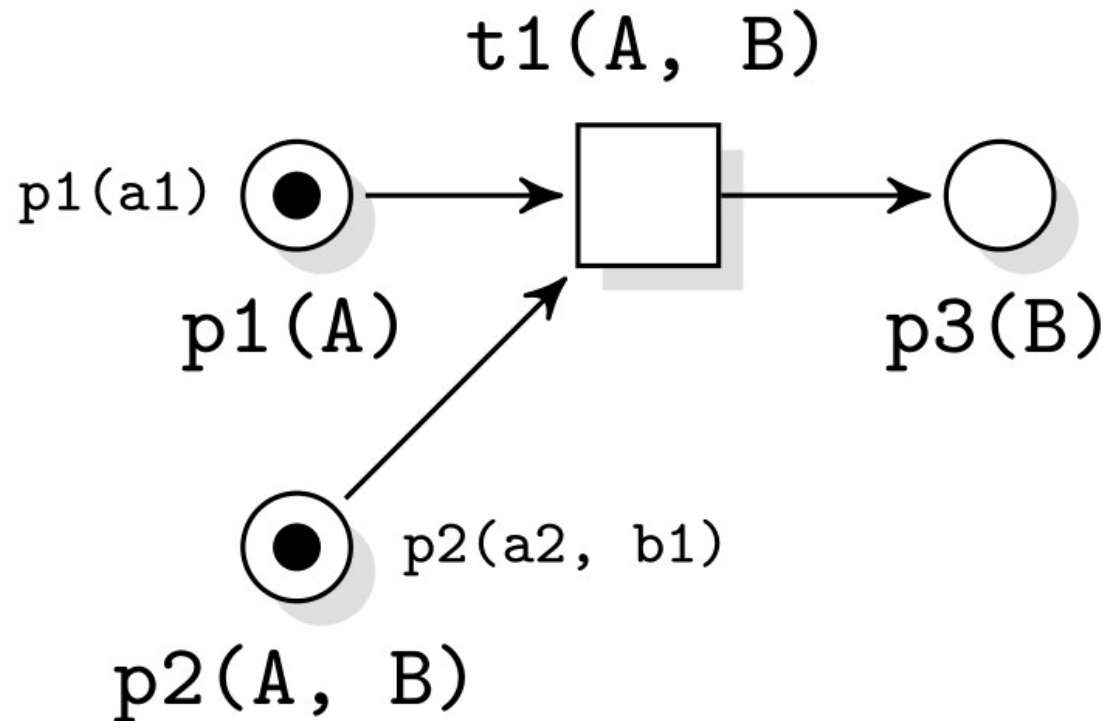 t1(A, B)
p1(a1)
p1(A)
p3(B)
p2(a2, b1)
p2(A, B)